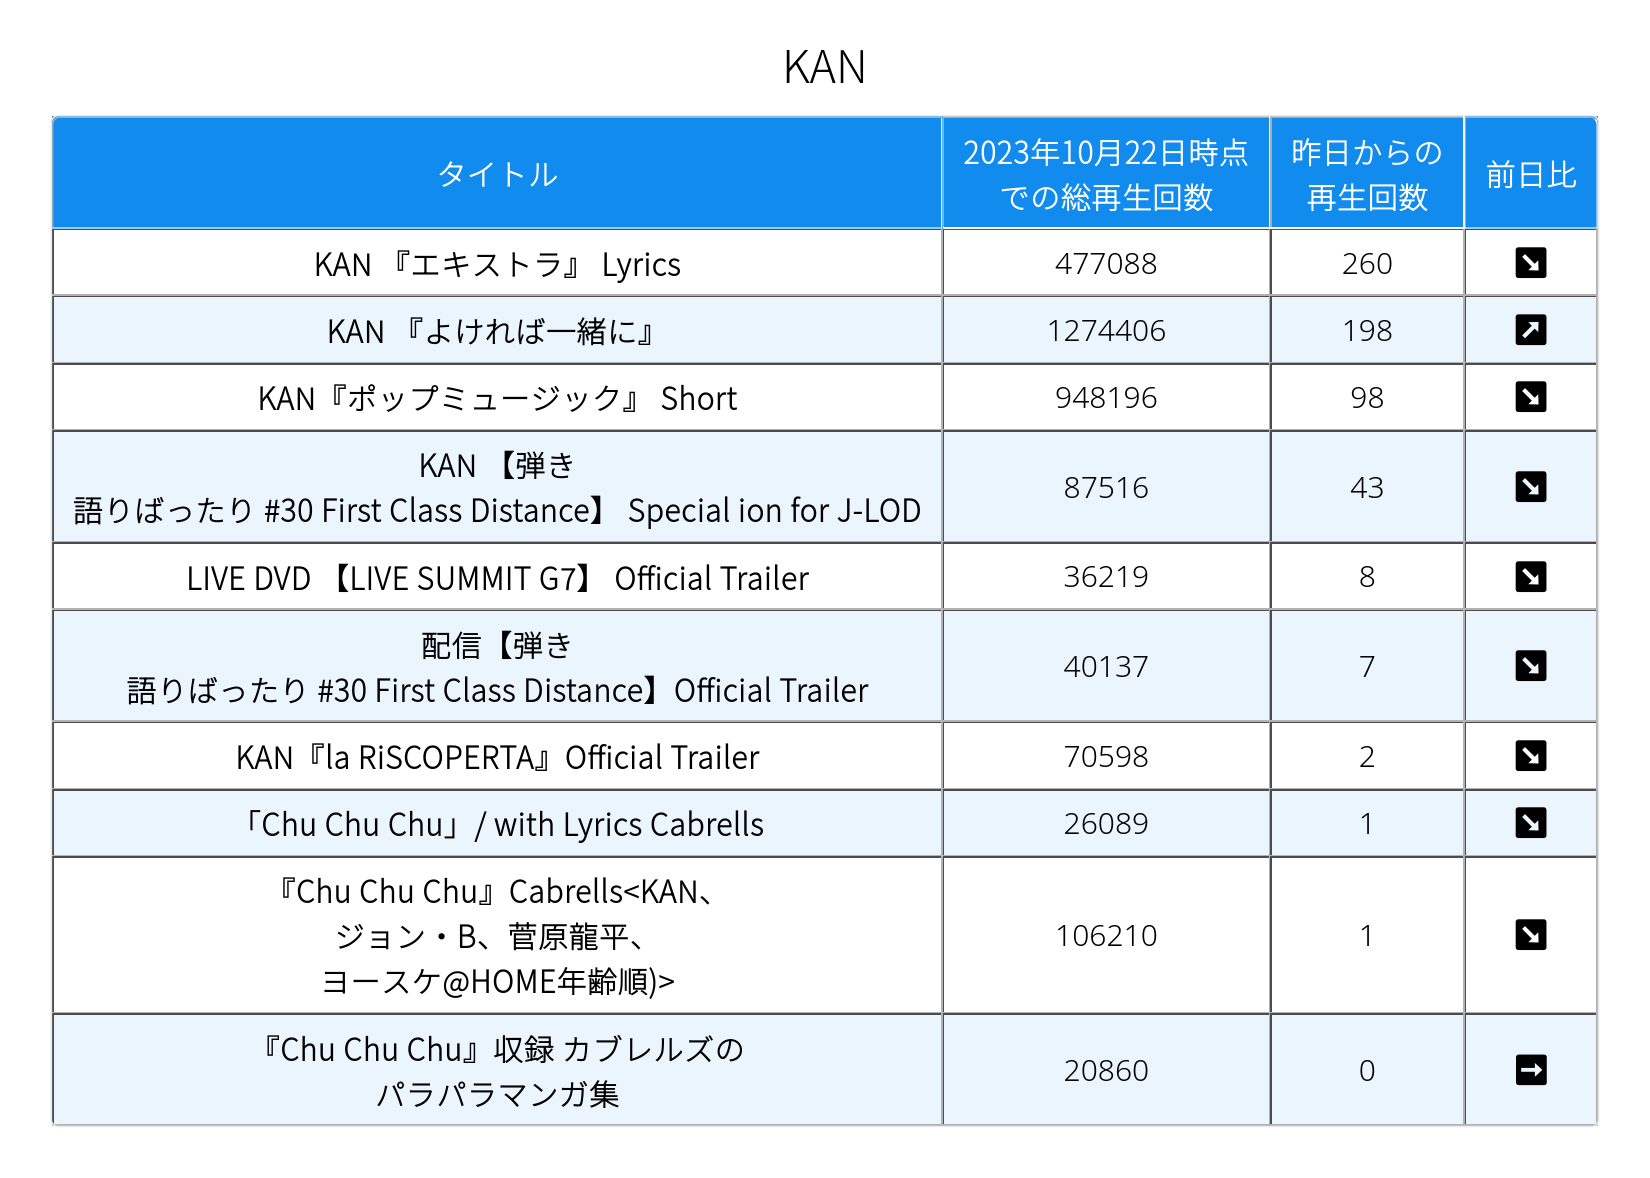 KAN
タイトル
2023年10月22日時点
での総再生回数
昨日からの
再生回数
前日比
KAN 『エキストラ』 Lyrics
477088
260
KAN 『よければ一緒に』
1274406
198
KAN『ポップミュージック』 Short
948196
98
KAN 【弾き
語りばったり #30 First Class Distance】 Special ion for J-LOD
87516
43
LIVE DVD 【LIVE SUMMIT G7】 Official Trailer
36219
8
配信【弾き
語りばったり #30 First Class Distance】Official Trailer
40137
7
KAN『la RiSCOPERTA』Official Trailer
70598
2
「Chu Chu Chu」/ with Lyrics Cabrells
26089
1
『Chu Chu Chu』Cabrells<KAN、
ジョン・B、菅原龍平、
ヨースケ@HOME年齢順)>
106210
1
『Chu Chu Chu』収録 カブレルズの
パラパラマンガ集
20860
0